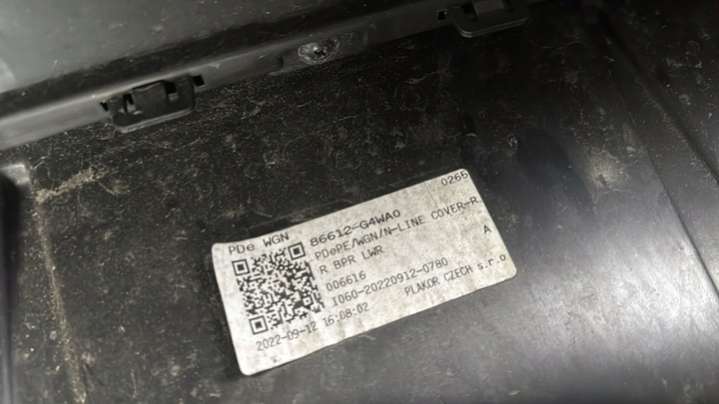 0265
PDe WGN 86612-G4WA0
PDePE/WGN/N-LINE COVER-R
R BPR LWR A
006616
I060-20220912-0780
2022-09-12 16:08:02 PLAKOR CZECH s.r.o